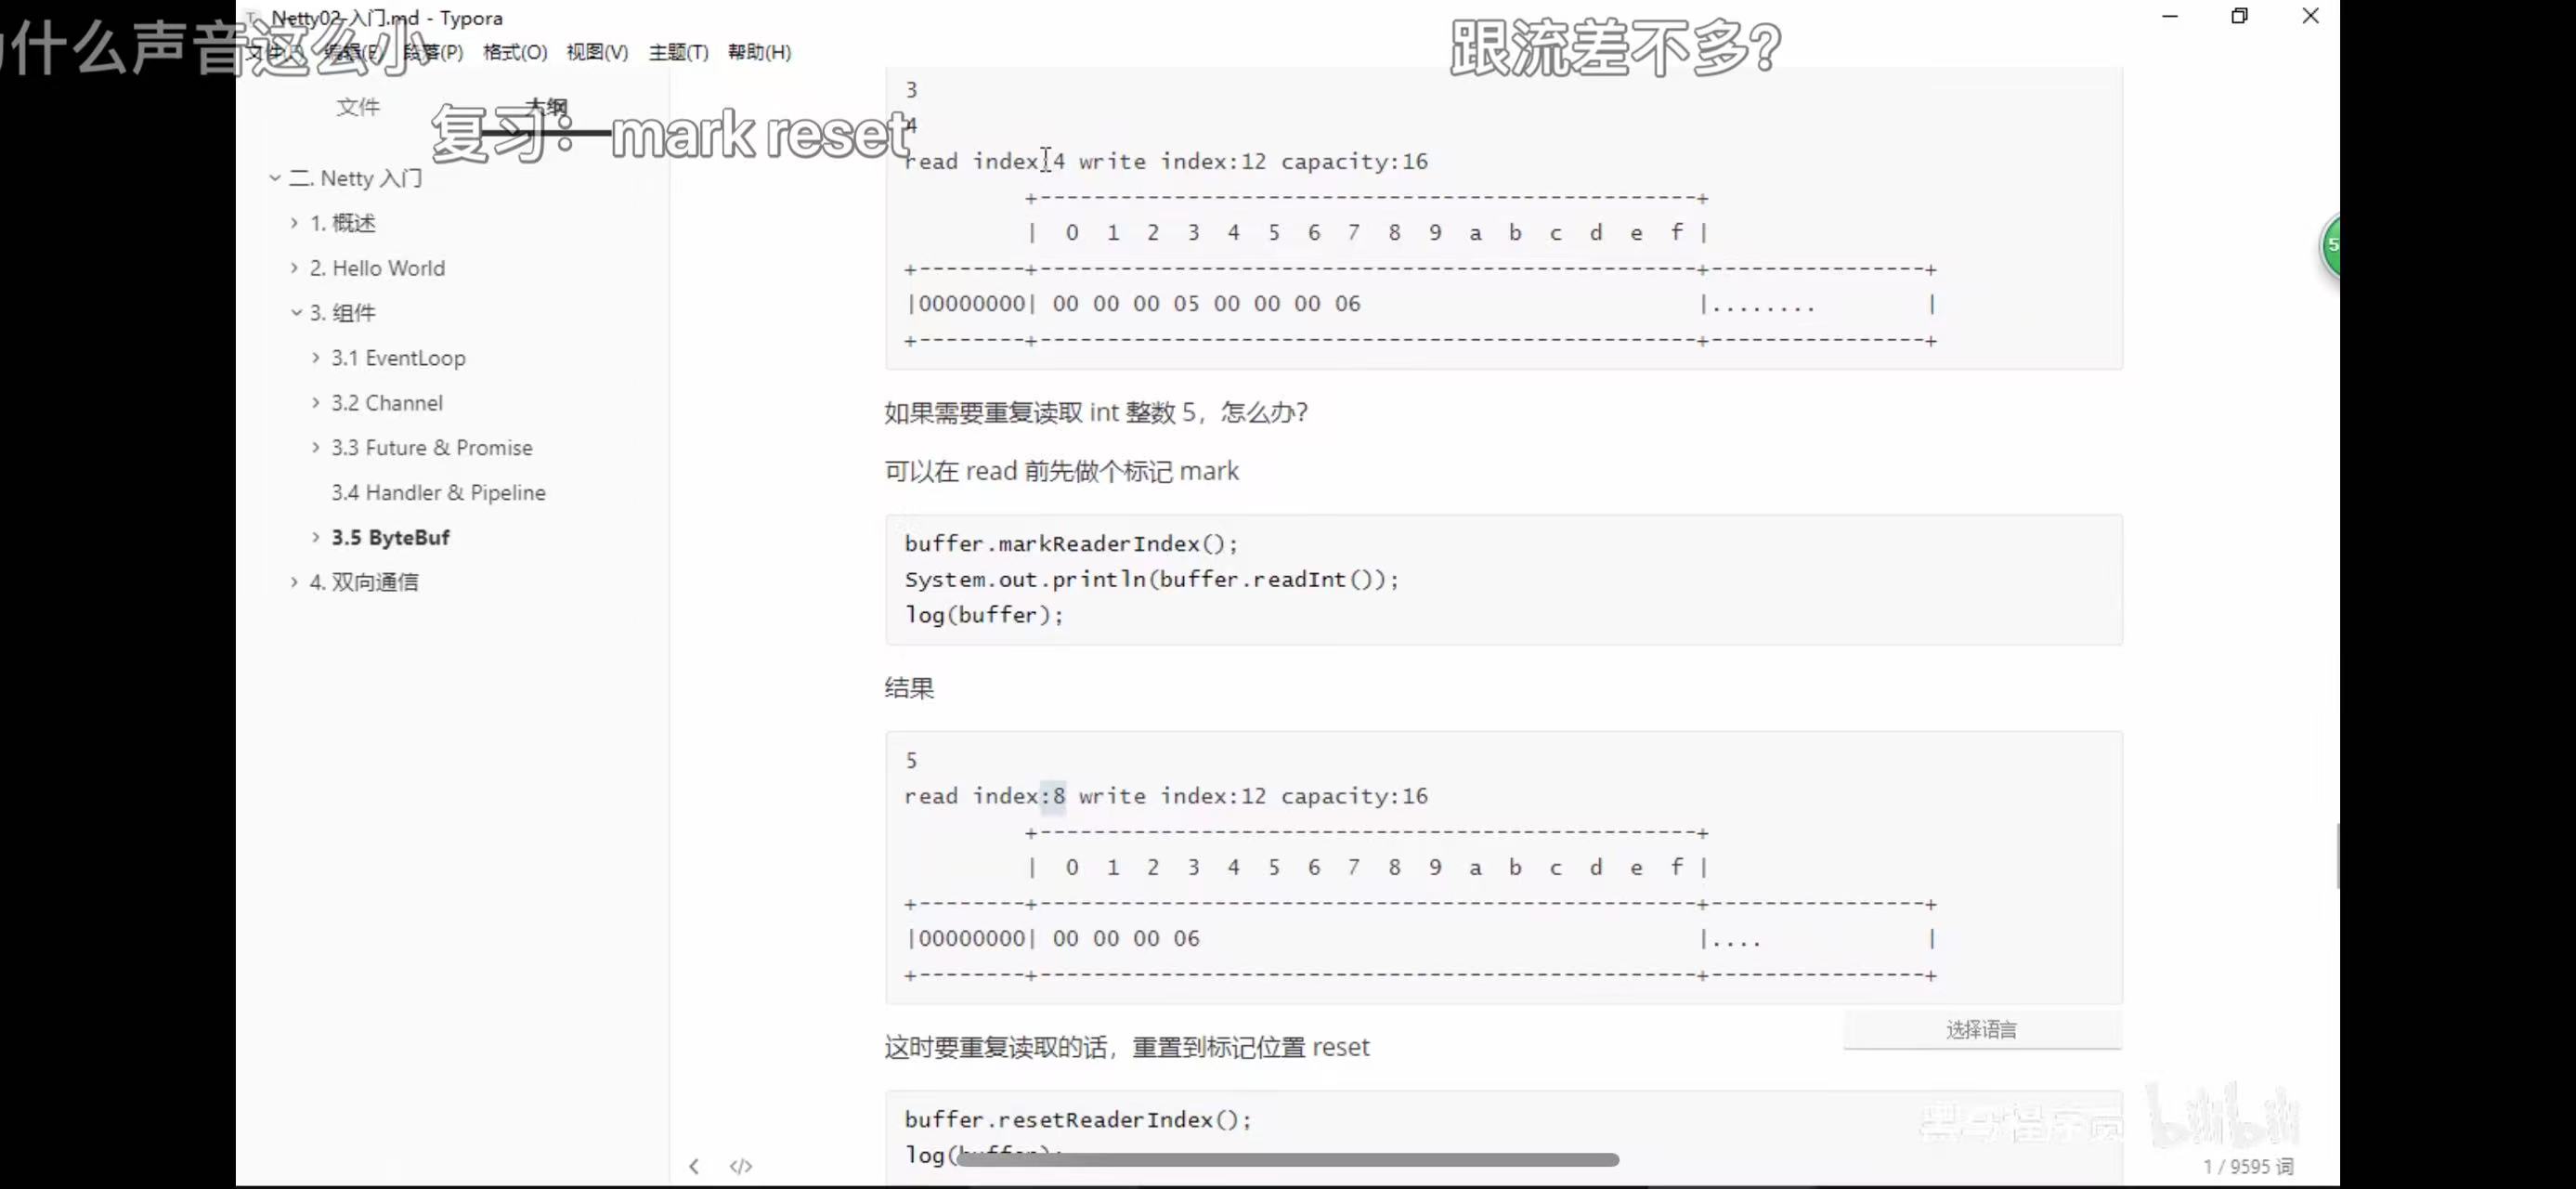 Netty02-入门.md - Typora
什么声音这么小
跟流差不多?
文件(F) 编辑(E) 段落(P) 格式(O) 视图(V) 主题(T) 帮助(H)
文件 大纲
复习：mark reset
二. Netty 入门
1. 概述
2. Hello World
3. 组件
3.1 EventLoop
3.2 Channel
3.3 Future & Promise
3.4 Handler & Pipeline
3.5 ByteBuf
4. 双向通信
3
4
read index:4 write index:12 capacity:16
         +-------------------------------------------------+
         |  0  1  2  3  4  5  6  7  8  9  a  b  c  d  e  f |
+--------+-------------------------------------------------+----------------+
|00000000| 00 00 00 05 00 00 00 06                         |........        |
+--------+-------------------------------------------------+----------------+
如果需要重复读取 int 整数 5，怎么办?
可以在 read 前先做个标记 mark
buffer.markReaderIndex();
System.out.println(buffer.readInt());
log(buffer);
结果
5
read index:8 write index:12 capacity:16
         +-------------------------------------------------+
         |  0  1  2  3  4  5  6  7  8  9  a  b  c  d  e  f |
+--------+-------------------------------------------------+----------------+
|00000000| 00 00 00 06                                     |....            |
+--------+-------------------------------------------------+----------------+
选择语言
这时要重复读取的话，重置到标记位置 reset
buffer.resetReaderIndex();
log(buffer);
黑马程序员 bilibili
1 / 9595 词
5